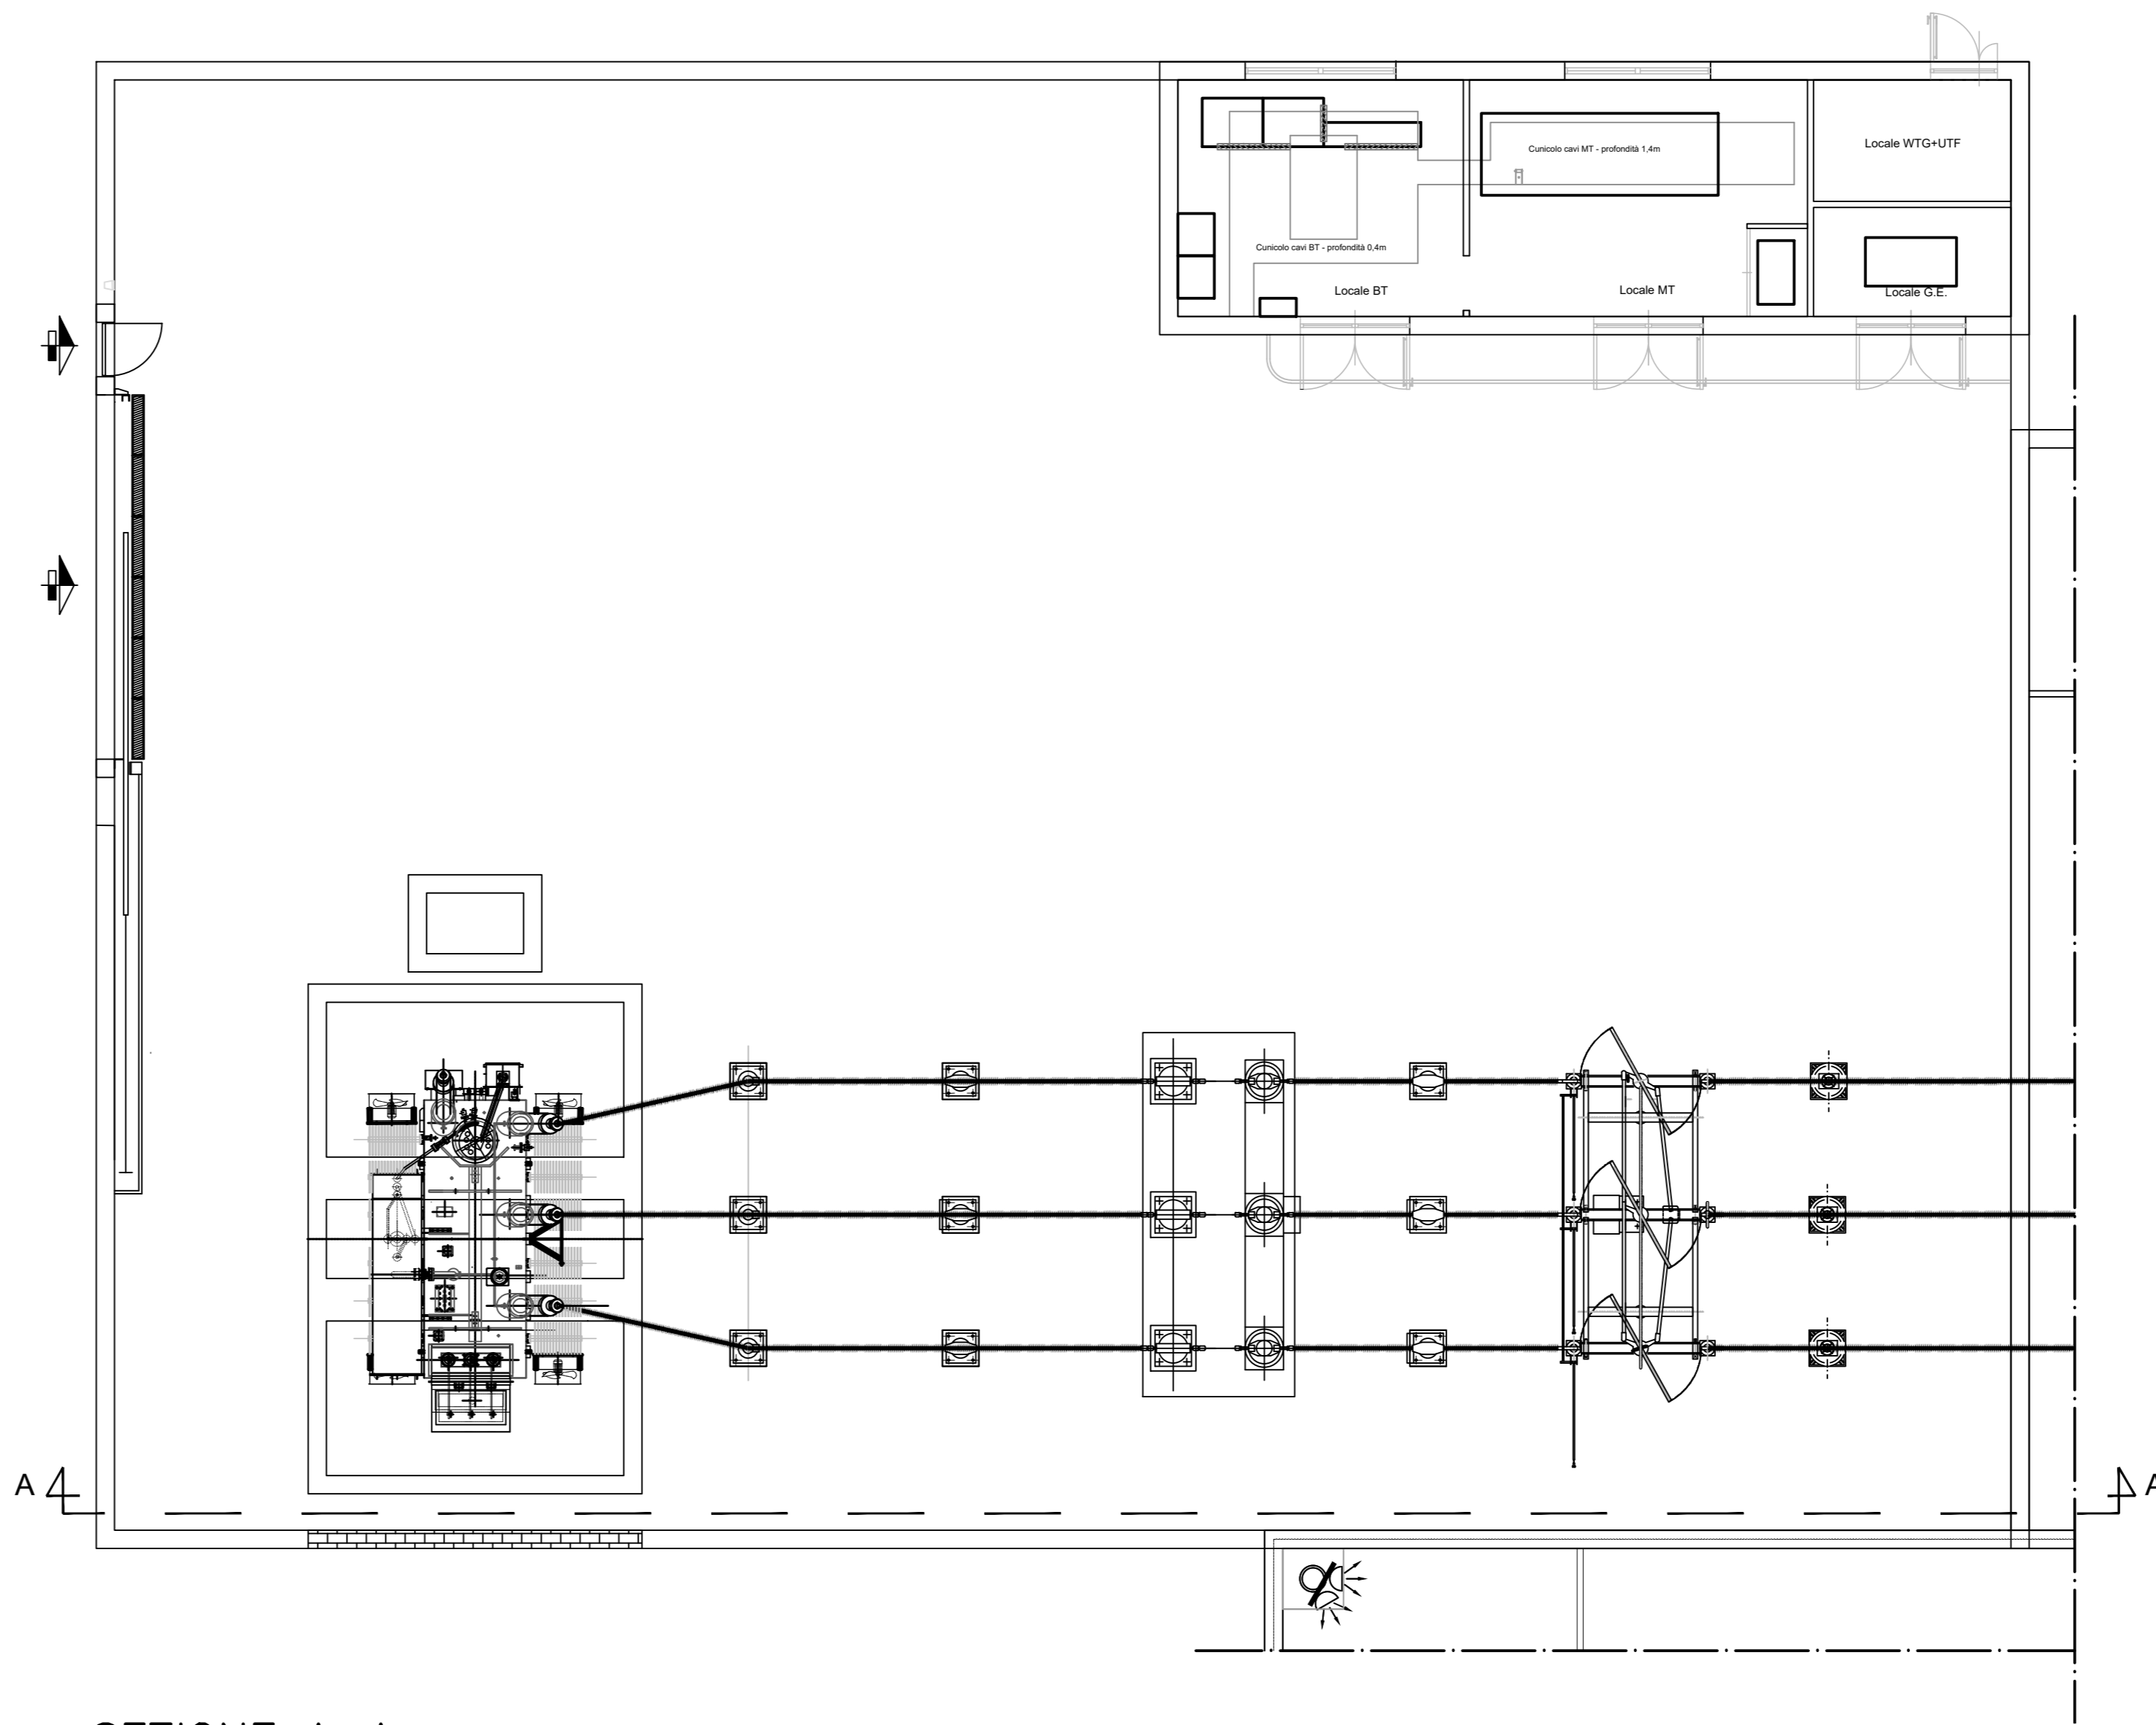 Locale WTG+UTF
Cunicolo cavi MT - profondità 1,4m
Cunicolo cavi BT - profondità 0,4m
Locale BT
Locale MT
Locale G.E.
A
A